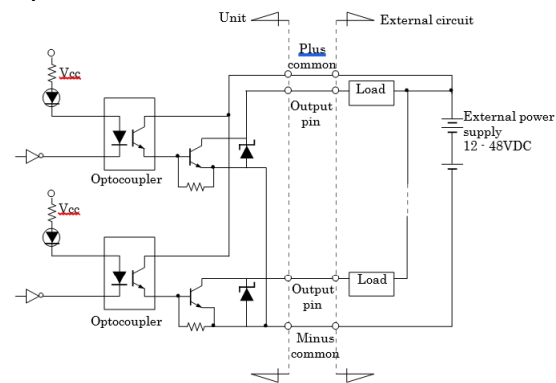 Unit
External circuit
Plus
common
Vcc
Load
Output
pin
External power
supply
12 - 48VDC
Optocoupler
Vcc
Load
Output
pin
Optocoupler
Minus
common